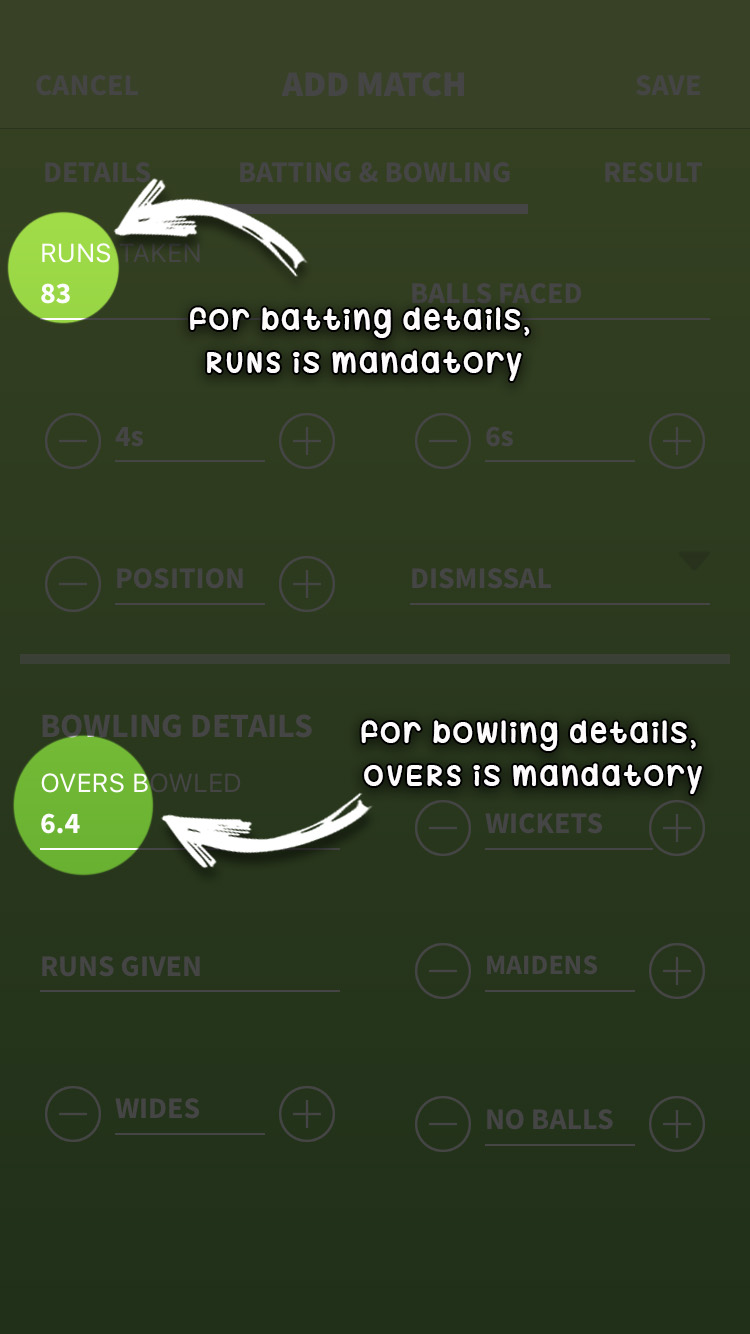 CANCEL ADD MATCH SAVE
DETAILS BATTING & BOWLING RESULT
RUNS TAKEN
83
BALLS FACED
for batting details,
RUNS is mandatory
4s 6s
POSITION DISMISSAL
BOWLING DETAILS
for bowling details,
OVERS is mandatory
OVERS BOWLED
6.4
WICKETS
RUNS GIVEN MAIDENS
WIDES NO BALLS